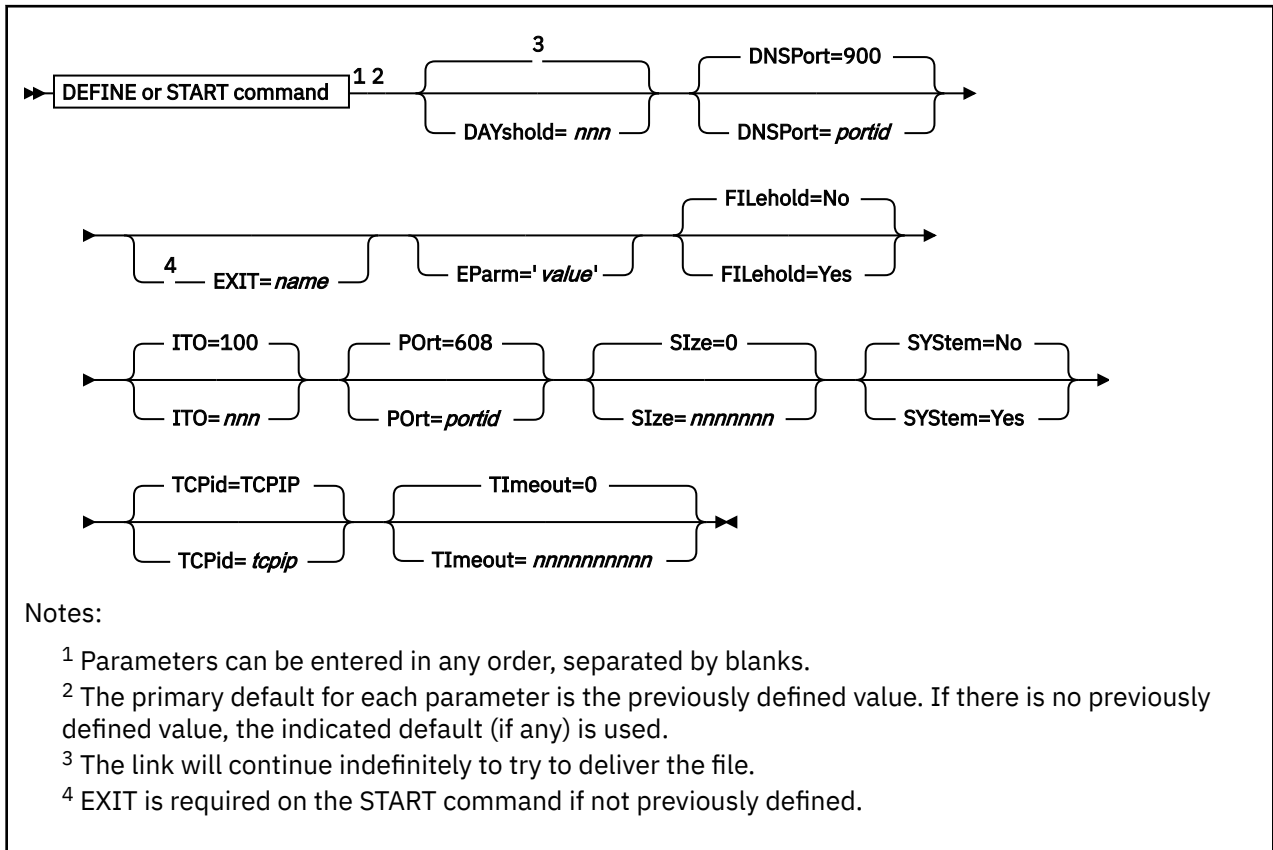 3 DNSPort=900
DEFINE or START command 1 2
DAYshold= nnn DNSPort= portid
FILehold=No
4 EXIT= name EParm=' value' FILehold=Yes
ITO=100 POrt=608 SIze=0 SYStem=No
ITO= nnn POrt= portid SIze= nnnnnnn SYStem=Yes
TCPid=TCPIP TImeout=0
TCPid= tcpip TImeout= nnnnnnnnnn
Notes:
1 Parameters can be entered in any order, separated by blanks.
2 The primary default for each parameter is the previously defined value. If there is no previously
defined value, the indicated default (if any) is used.
3 The link will continue indefinitely to try to deliver the file.
4 EXIT is required on the START command if not previously defined.